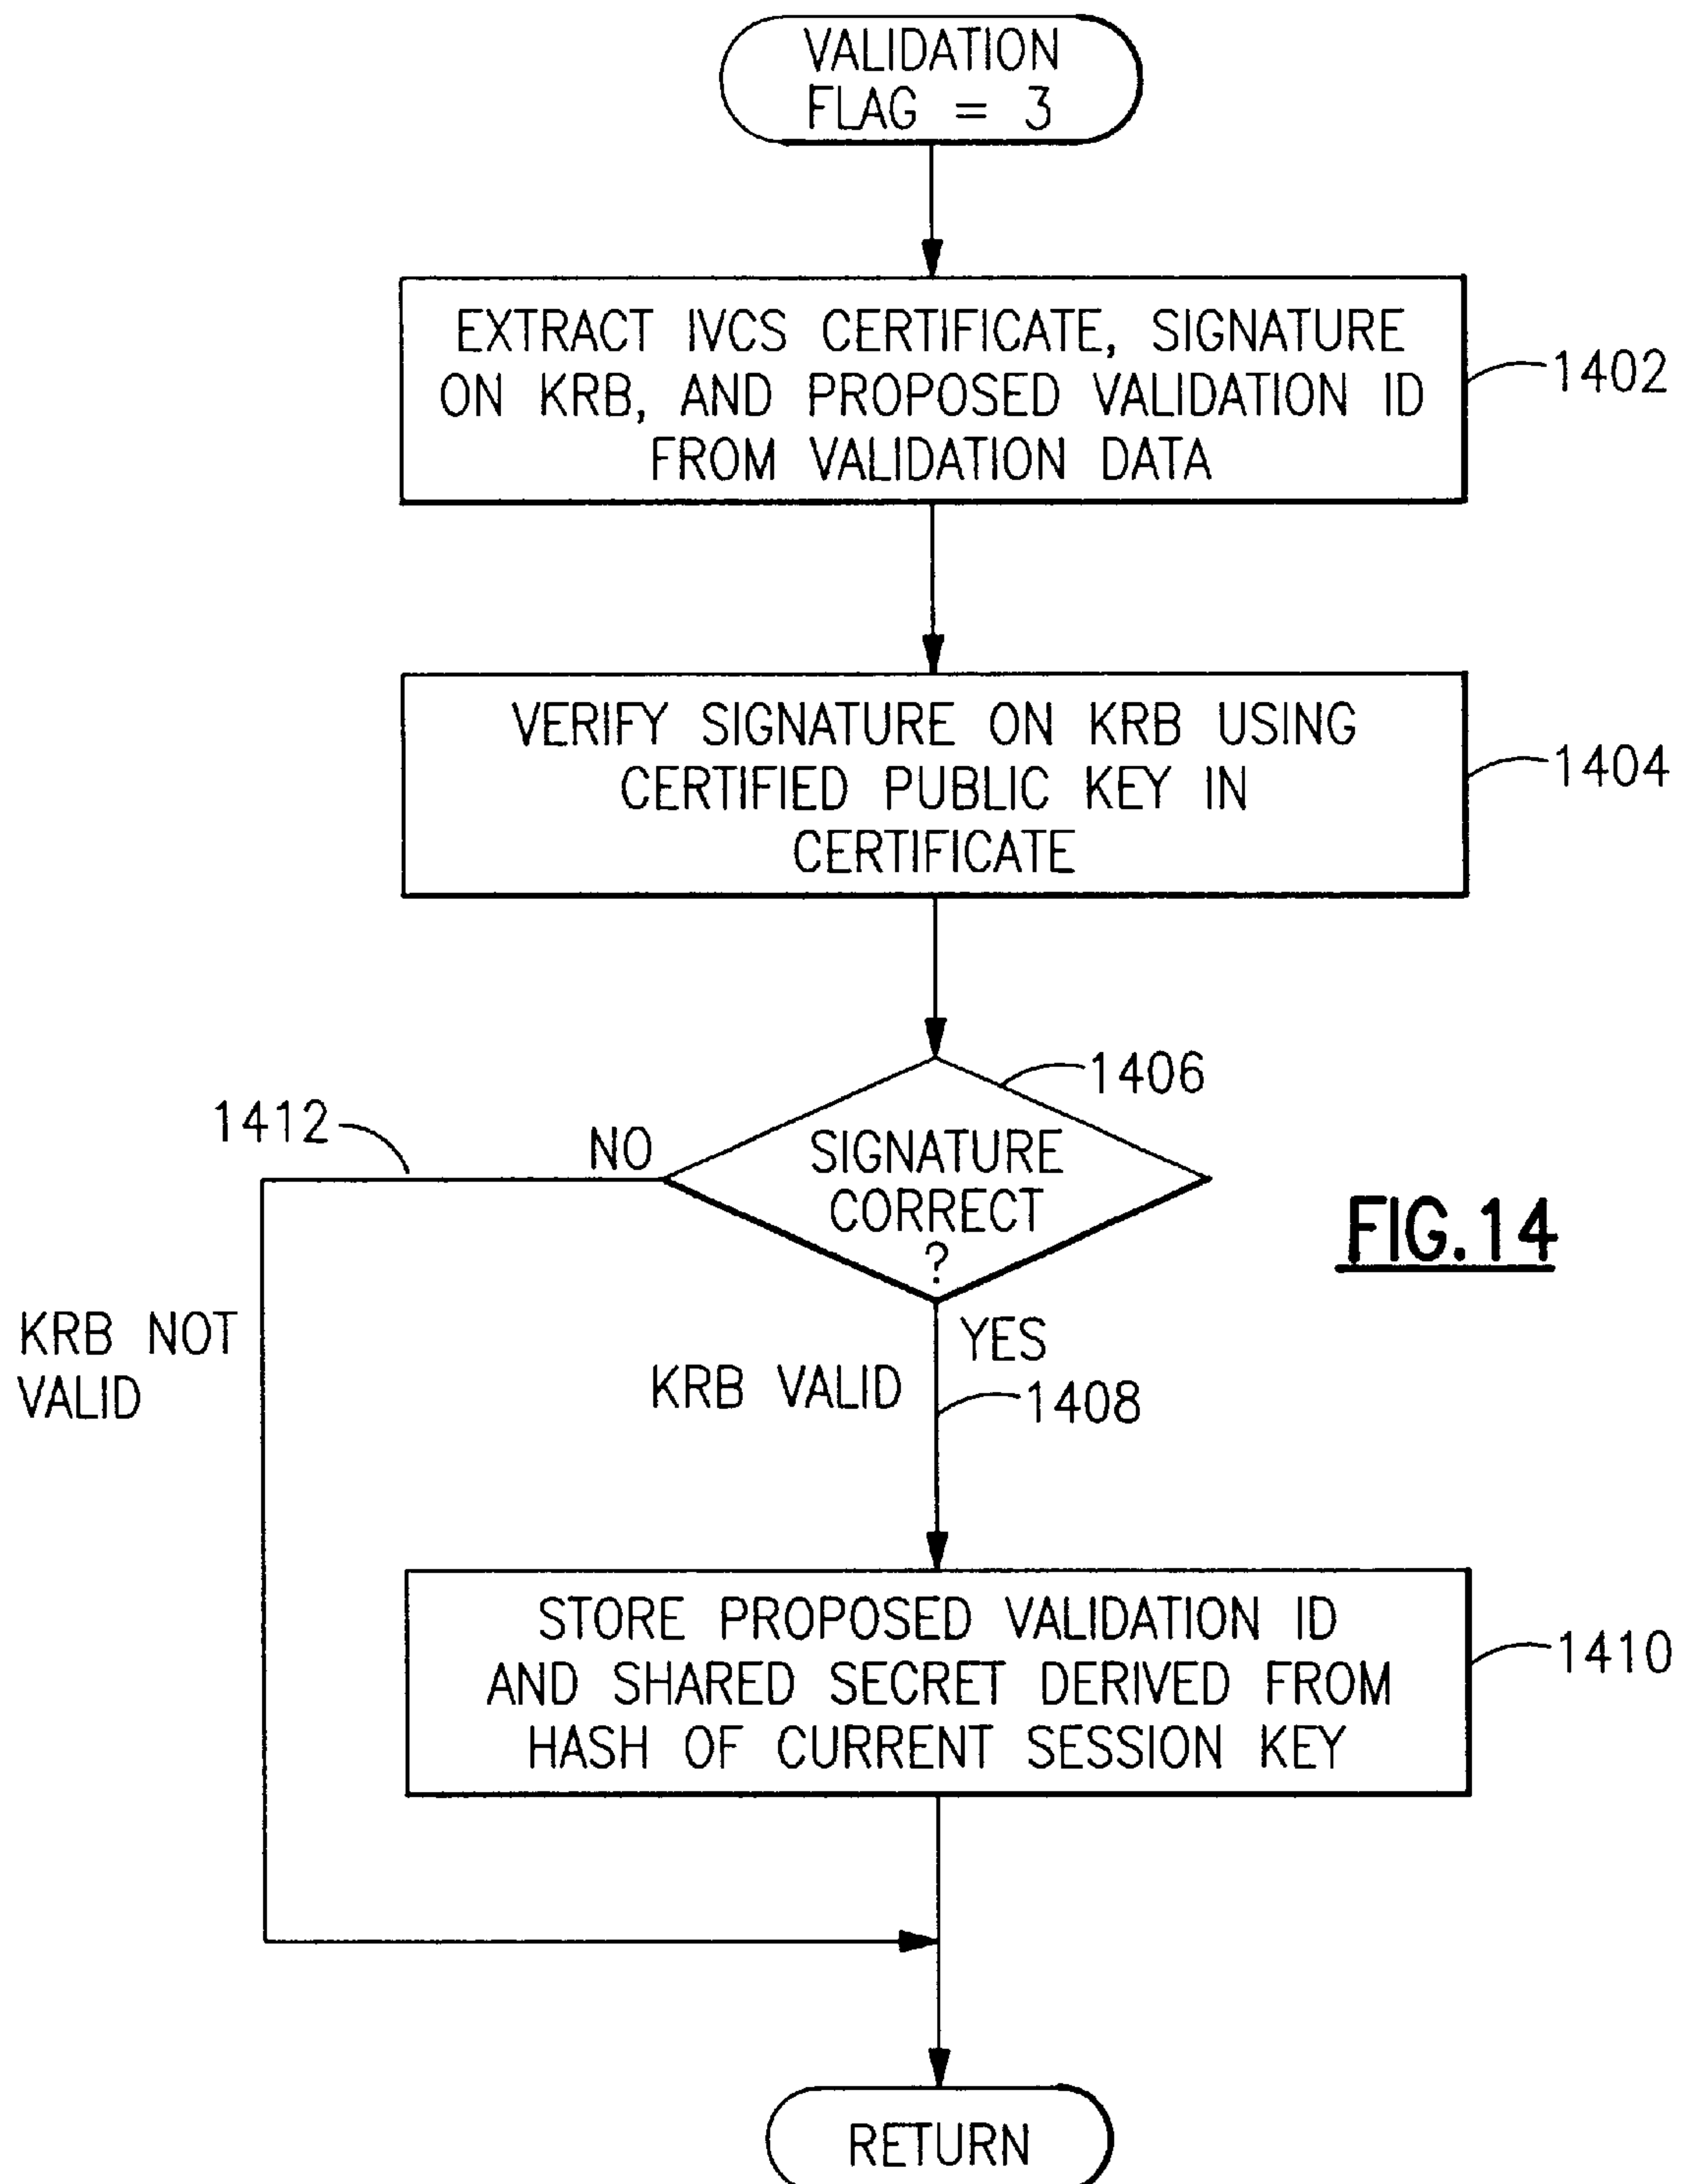 VALIDATION
FLAG = 3
EXTRACT IVCS CERTIFICATE, SIGNATURE
ON KRB, AND PROPOSED VALIDATION ID
FROM VALIDATION DATA
1402
VERIFY SIGNATURE ON KRB USING
CERTIFIED PUBLIC KEY IN
CERTIFICATE
1404
1406
1412
NO
SIGNATURE
CORRECT
?
FIG.14
KRB NOT
VALID
YES
KRB VALID
1408
STORE PROPOSED VALIDATION ID
AND SHARED SECRET DERIVED FROM
HASH OF CURRENT SESSION KEY
1410
RETURN